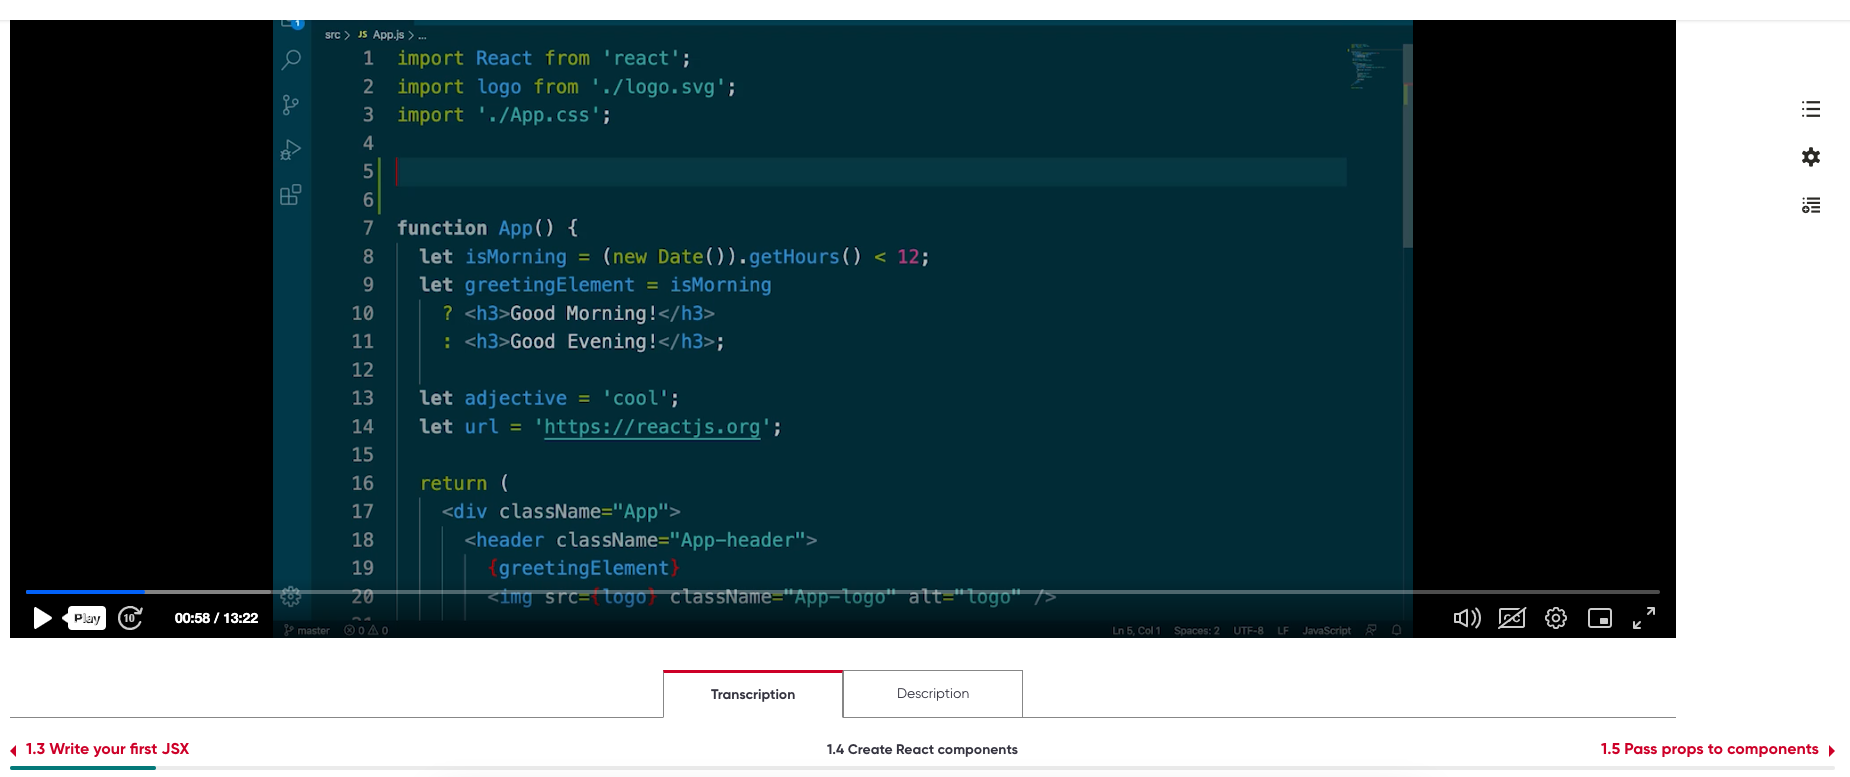 1
src > JS App.js > ...
1 import React from 'react';
2 import logo from './logo.svg';
3 import './App.css';
4
5
6
7 function App() {
8 let isMorning = (new Date()).getHours() < 12;
9 let greetingElement = isMorning
10 ? <h3>Good Morning!</h3>
11 : <h3>Good Evening!</h3>;
12
13 let adjective = 'cool';
14 let url = 'https://reactjs.org';
15
16 return (
17 <div className="App">
18 <header className="App-header">
19 {greetingElement}
20 <img src={logo} className="App-logo" alt="logo" />
Play 10 00:58 / 13:22
master 0 0 Ln 5, Col 1 Spaces: 2 UTF-8 LF JavaScript
Transcription Description
1.3 Write your first JSX 1.4 Create React components 1.5 Pass props to components